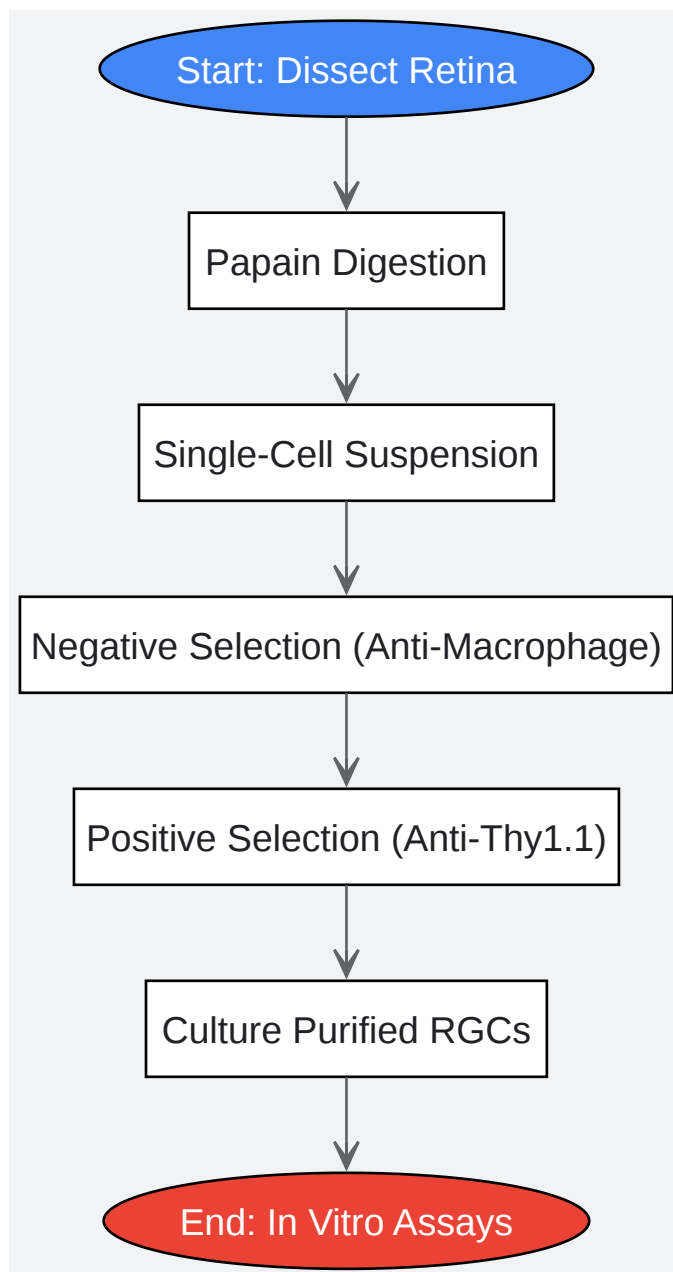 Start: Dissect Retina
Papain Digestion
Single-Cell Suspension
Negative Selection (Anti-Macrophage)
Positive Selection (Anti-Thy1.1)
Culture Purified RGCs
End: In Vitro Assays